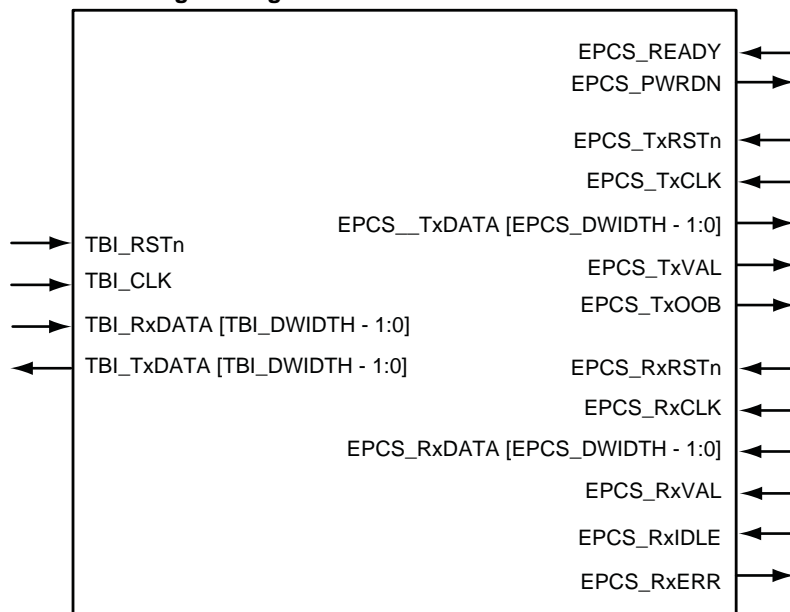 EPCS_READY
EPCS_PWRDN
EPCS_TxRSTn
EPCS_TxCLK
EPCS__TxDATA [EPCS_DWIDTH - 1:0]
TBI_RSTn
EPCS_TxVAL
TBI_CLK
EPCS_TxOOB
TBI_RxDATA [TBI_DWIDTH - 1:0]
TBI_TxDATA [TBI_DWIDTH - 1:0]
EPCS_RxRSTn
EPCS_RxCLK
EPCS_RxDATA [EPCS_DWIDTH - 1:0]
EPCS_RxVAL
EPCS_RxIDLE
EPCS_RxERR